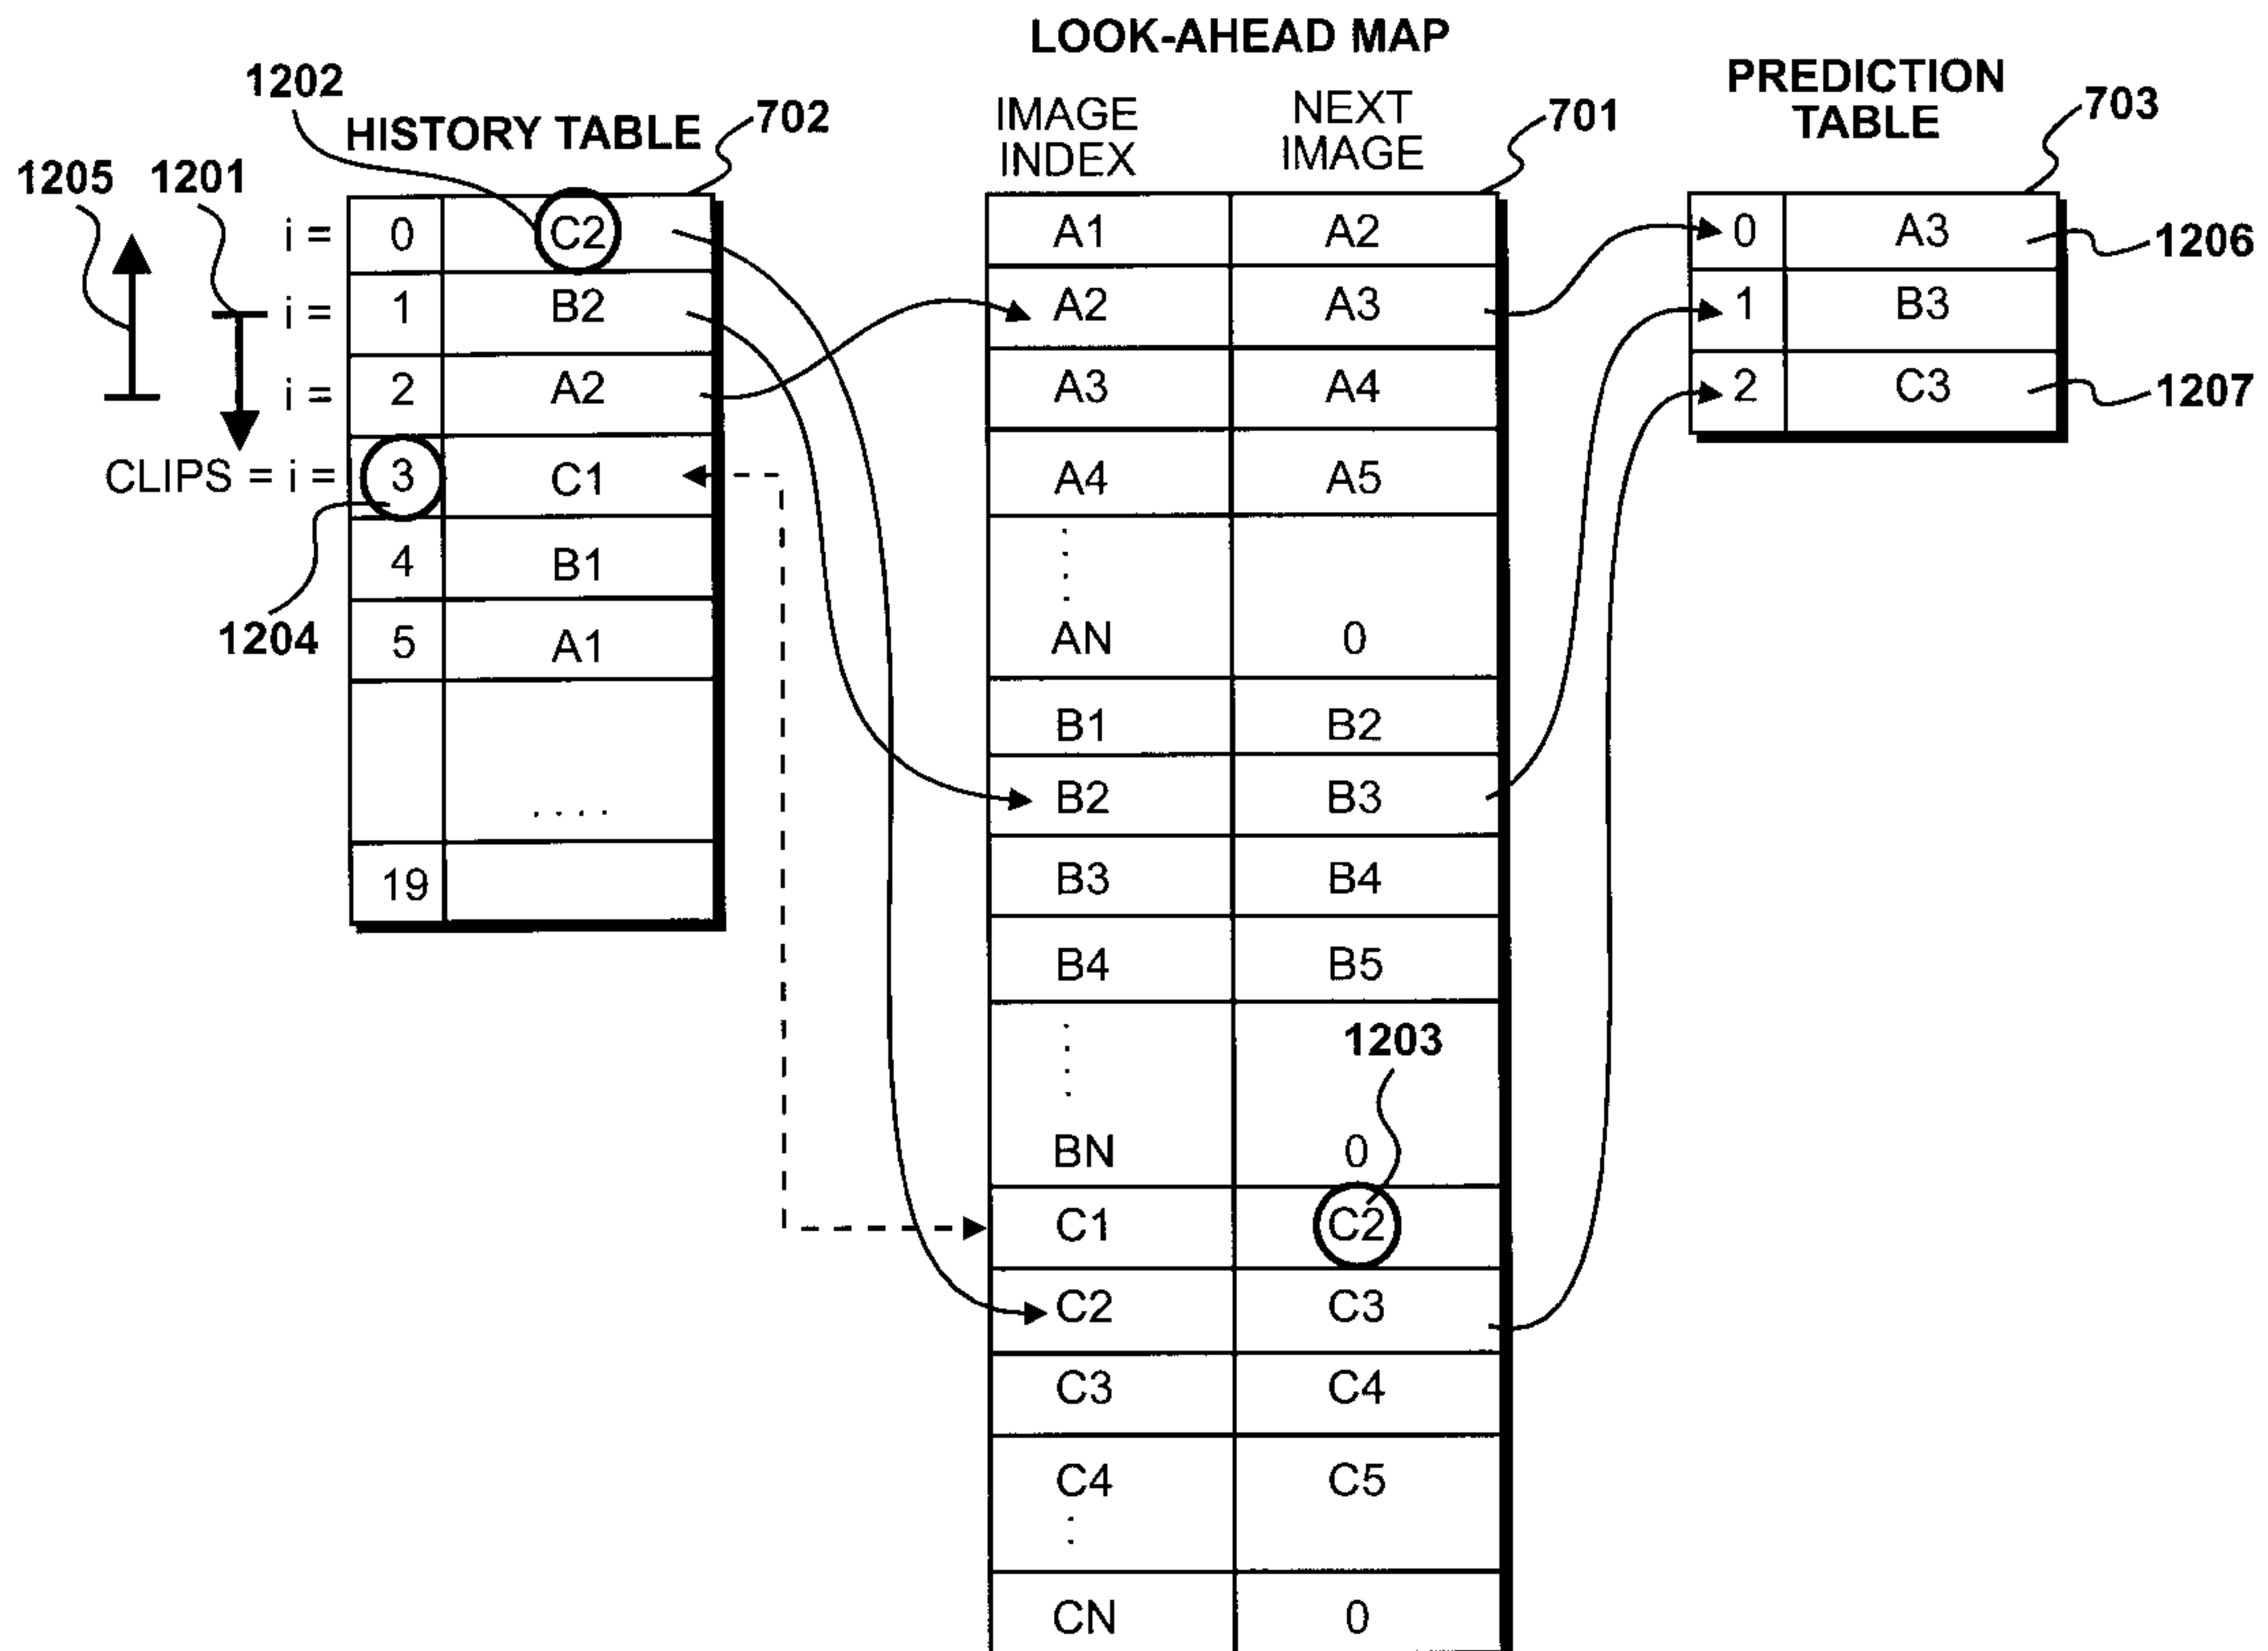 LOOK-AHEAD MAP
1202
HISTORY TABLE
702
IMAGE INDEX
NEXT IMAGE
701
PREDICTION TABLE
703
1205
1201
i = 0 C2
A1 A2
0 A3
1206
i = 1 B2
A2 A3
1 B3
i = 2 A2
A3 A4
2 C3
1207
CLIPS = i = 3 C1
A4 A5
4 B1
1204
5 A1
AN 0
B1 B2
. . . .
B2 B3
19
B3 B4
B4 B5
1203
BN 0
C1 C2
C2 C3
C3 C4
C4 C5
CN 0